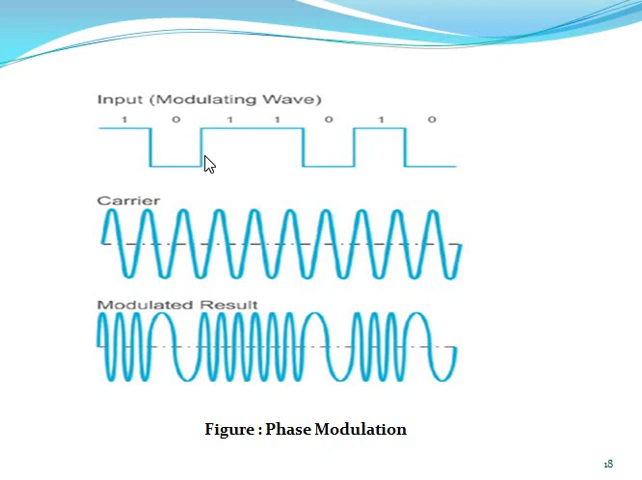 Input (Modulating Wave)
1 0 1 1 0 1 0
Carrier
Modulated Result
Figure : Phase Modulation
18